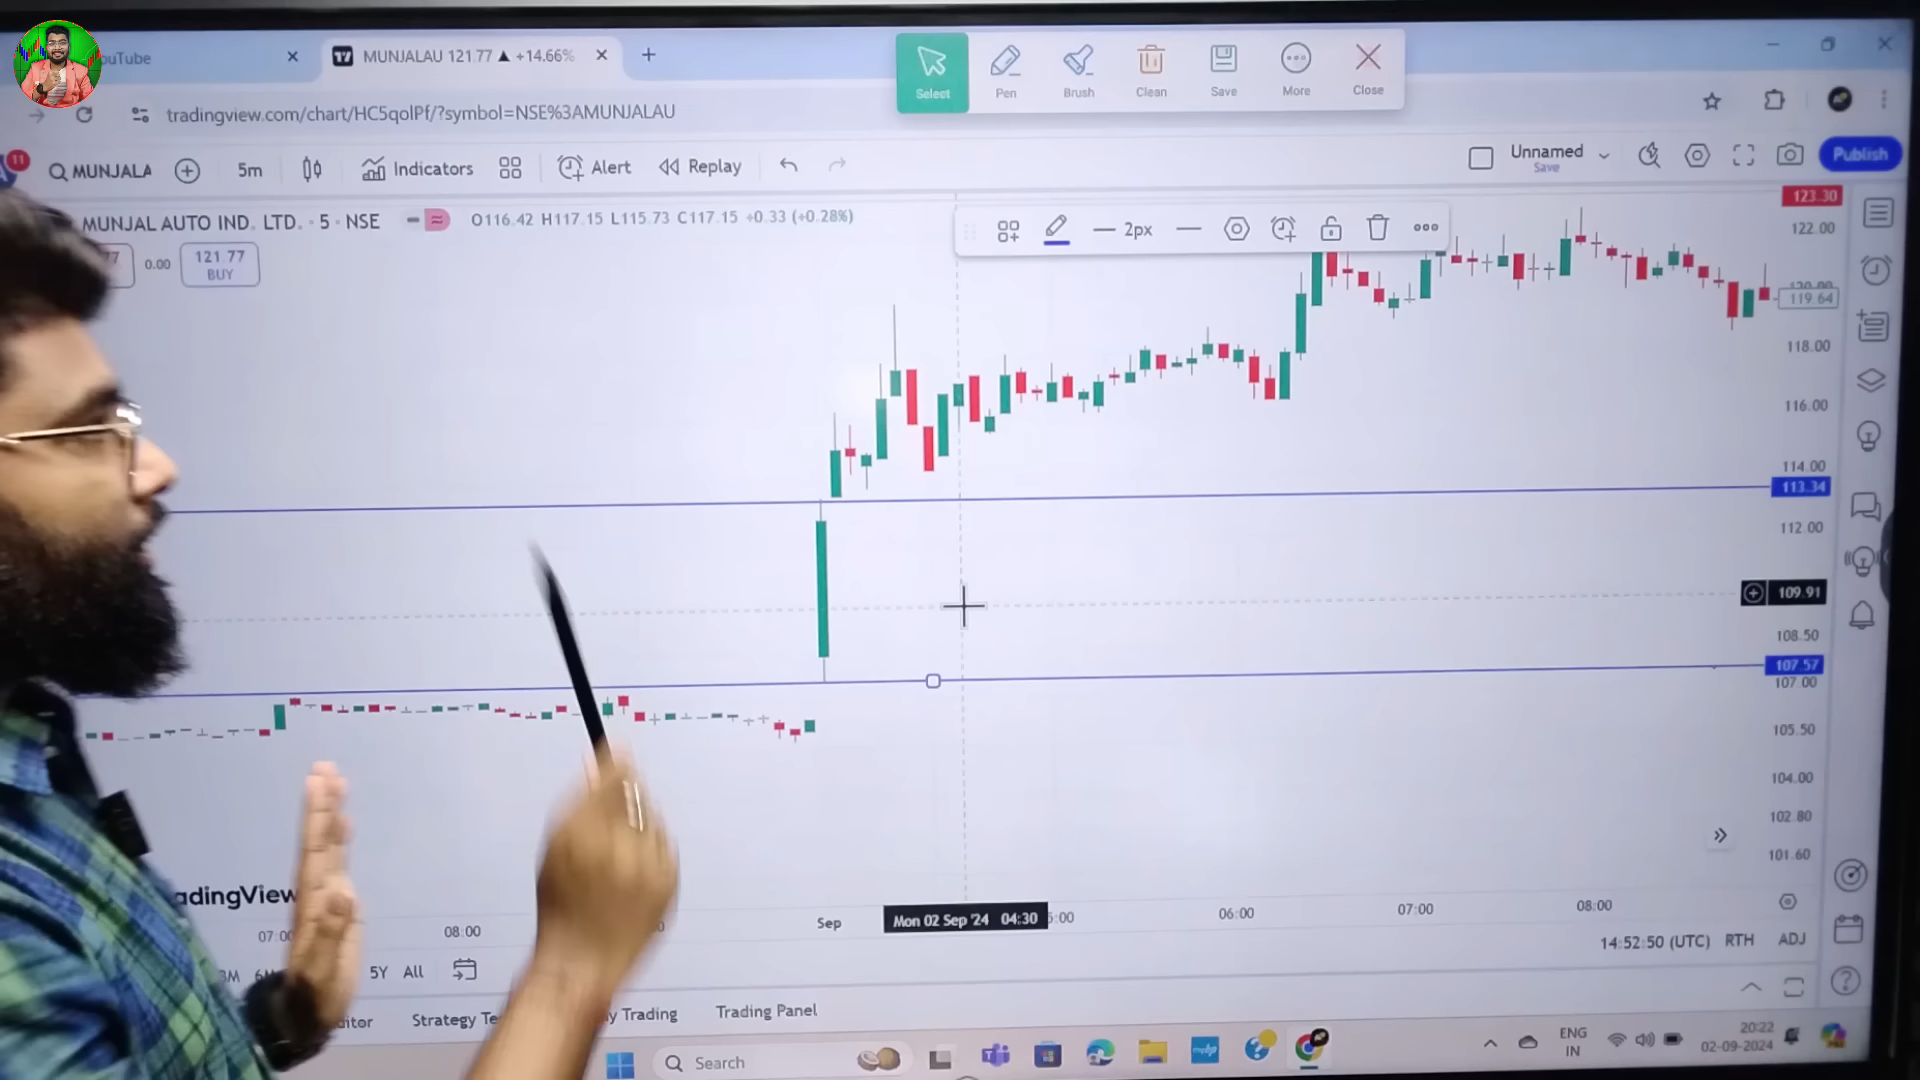 uTube
MUNJALAU 121.77 ▲ +14.66%
Select
Pen
Brush
Clean
Save
More
Close
tradingview.com/chart/HC5qolPf/?symbol=NSE%3AMUNJALAU
11
MUNJALA
5m
Indicators
Alert
Replay
Unnamed
Save
Publish
MUNJAL AUTO IND. LTD. · 5 · NSE
O116.42 H117.15 L115.73 C117.15 +0.33 (+0.28%)
2px
0.00
121.77
BUY
123.30
122.00
119.64
118.00
116.00
114.00
113.34
112.00
109.91
108.50
107.57
107.00
105.50
104.00
102.80
101.60
adingView
08:00
Sep
Mon 02 Sep '24 04:30
06:00
07:00
08:00
14:52:50 (UTC)
RTH
ADJ
5Y
All
Strategy Te
y Trading
Trading Panel
Search
ENG
IN
20:22
02-09-2024